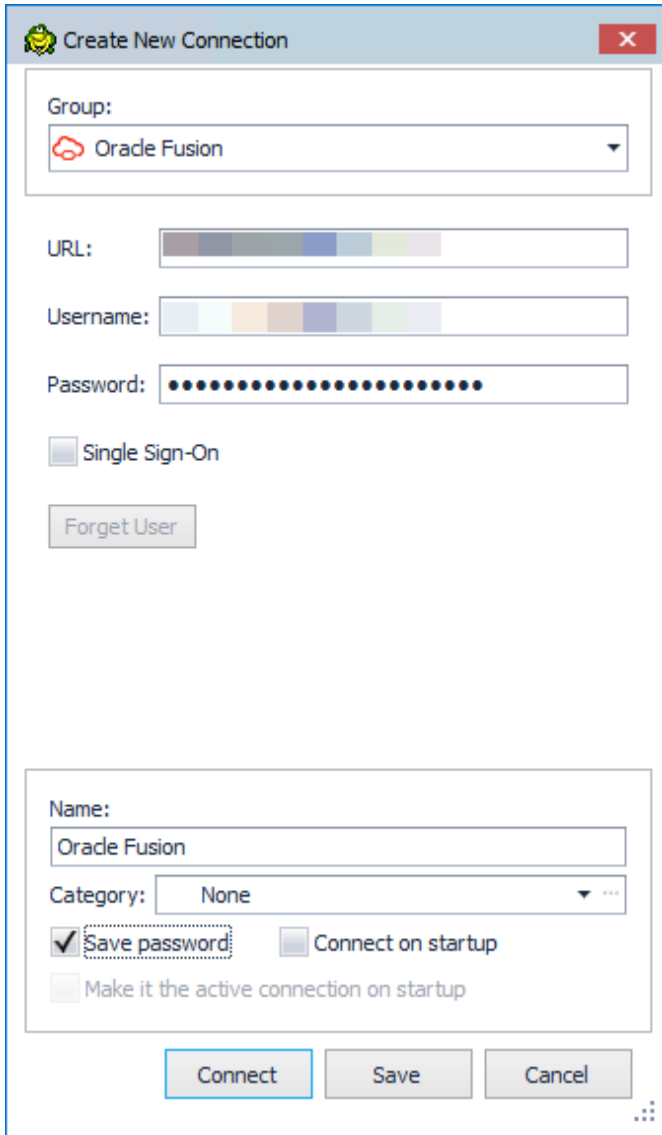 Create New Connection
Group:
Oracle Fusion
URL:
Username:
Password: ●●●●●●●●●●●●●●●●●●●●●●●
Single Sign-On
Forget User
Name:
Oracle Fusion
Category: None
Save password Connect on startup
Make it the active connection on startup
Connect Save Cancel